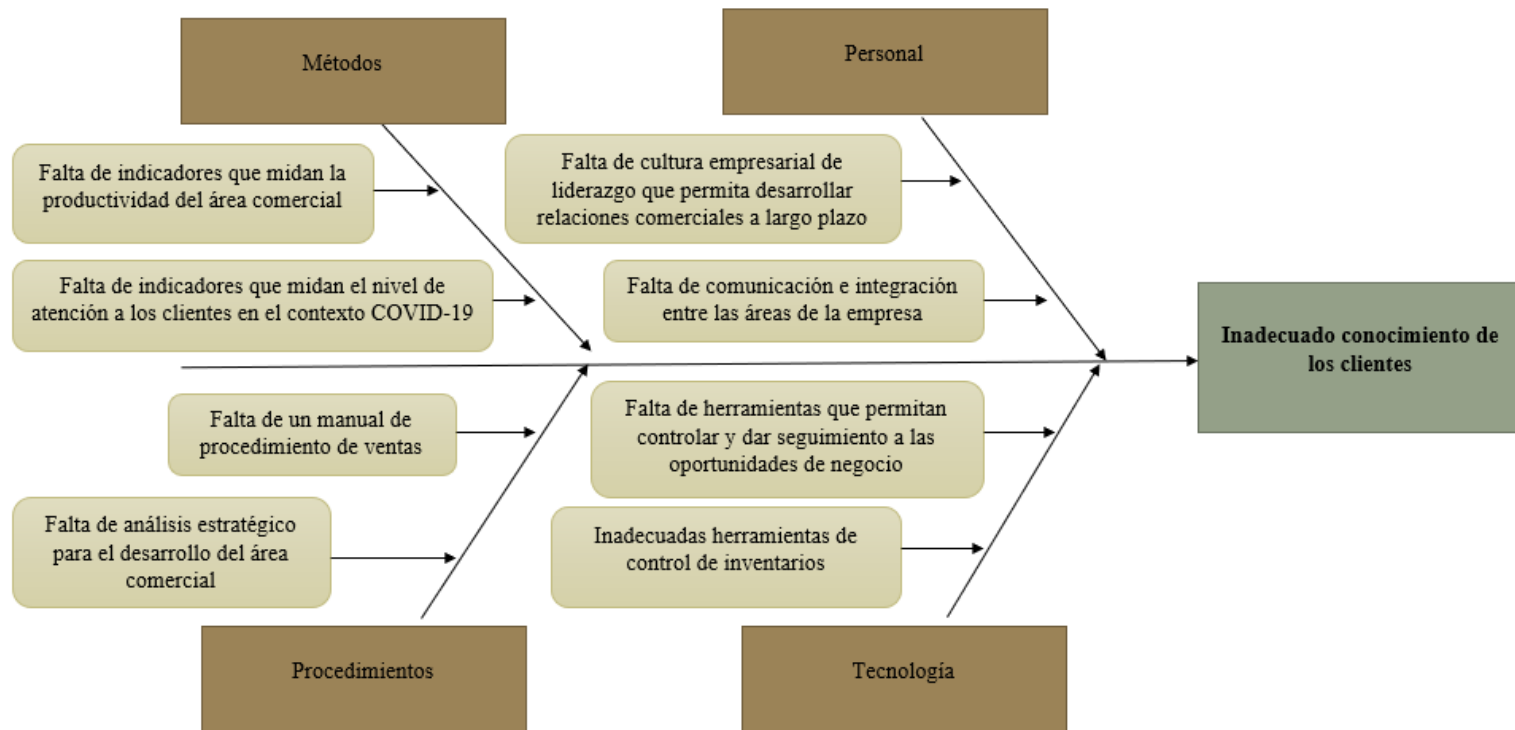 Métodos
Personal
Falta de indicadores que midan la
productividad del área comercial
Falta de cultura empresarial de
liderazgo que permita desarrollar
relaciones comerciales a largo plazo
Falta de indicadores que midan el nivel de
atención a los clientes en el contexto COVID-19
Falta de comunicación e integración
entre las áreas de la empresa
Inadecuado conocimiento de
los clientes
Falta de un manual de
procedimiento de ventas
Falta de herramientas que permitan
controlar y dar seguimiento a las
oportunidades de negocio
Falta de análisis estratégico
para el desarrollo del área
comercial
Inadecuadas herramientas de
control de inventarios
Procedimientos
Tecnología